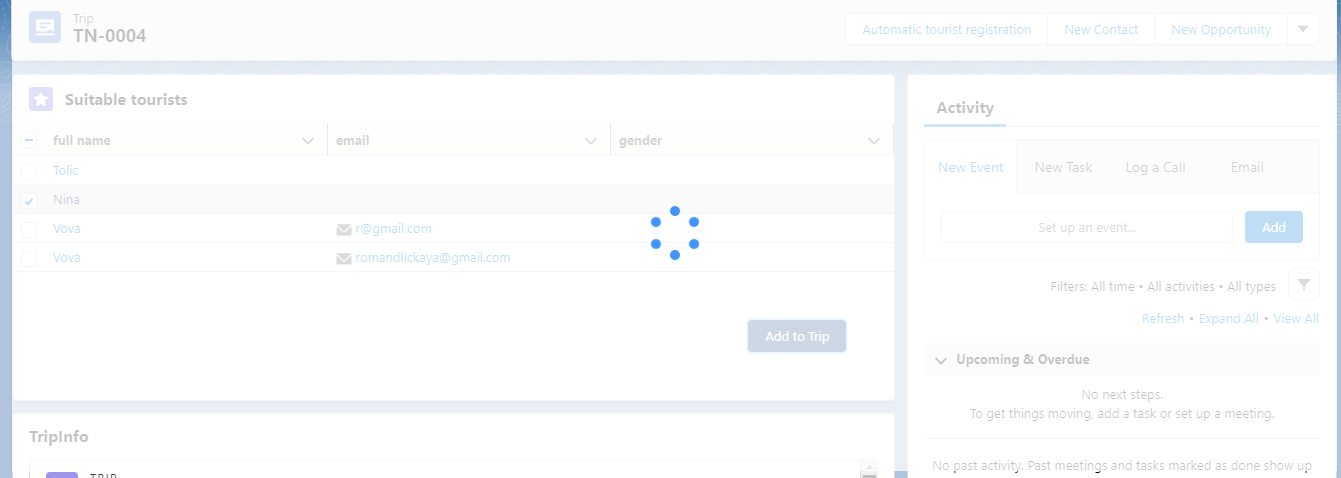 Trip
TN-0004
Automatic tourist registration
New Contact
New Opportunity
Suitable tourists
full name
email
gender
Tolic
Nina
Vova
r@gmail.com
Vova
romandlickaya@gmail.com
Add to Trip
TripInfo
TRIP
Activity
New Event
New Task
Log a Call
Email
Set up an event...
Add
Filters: All time • All activities • All types
Refresh • Expand All • View All
Upcoming & Overdue
No next steps.
To get things moving, add a task or set up a meeting.
No past activity. Past meetings and tasks marked as done show up